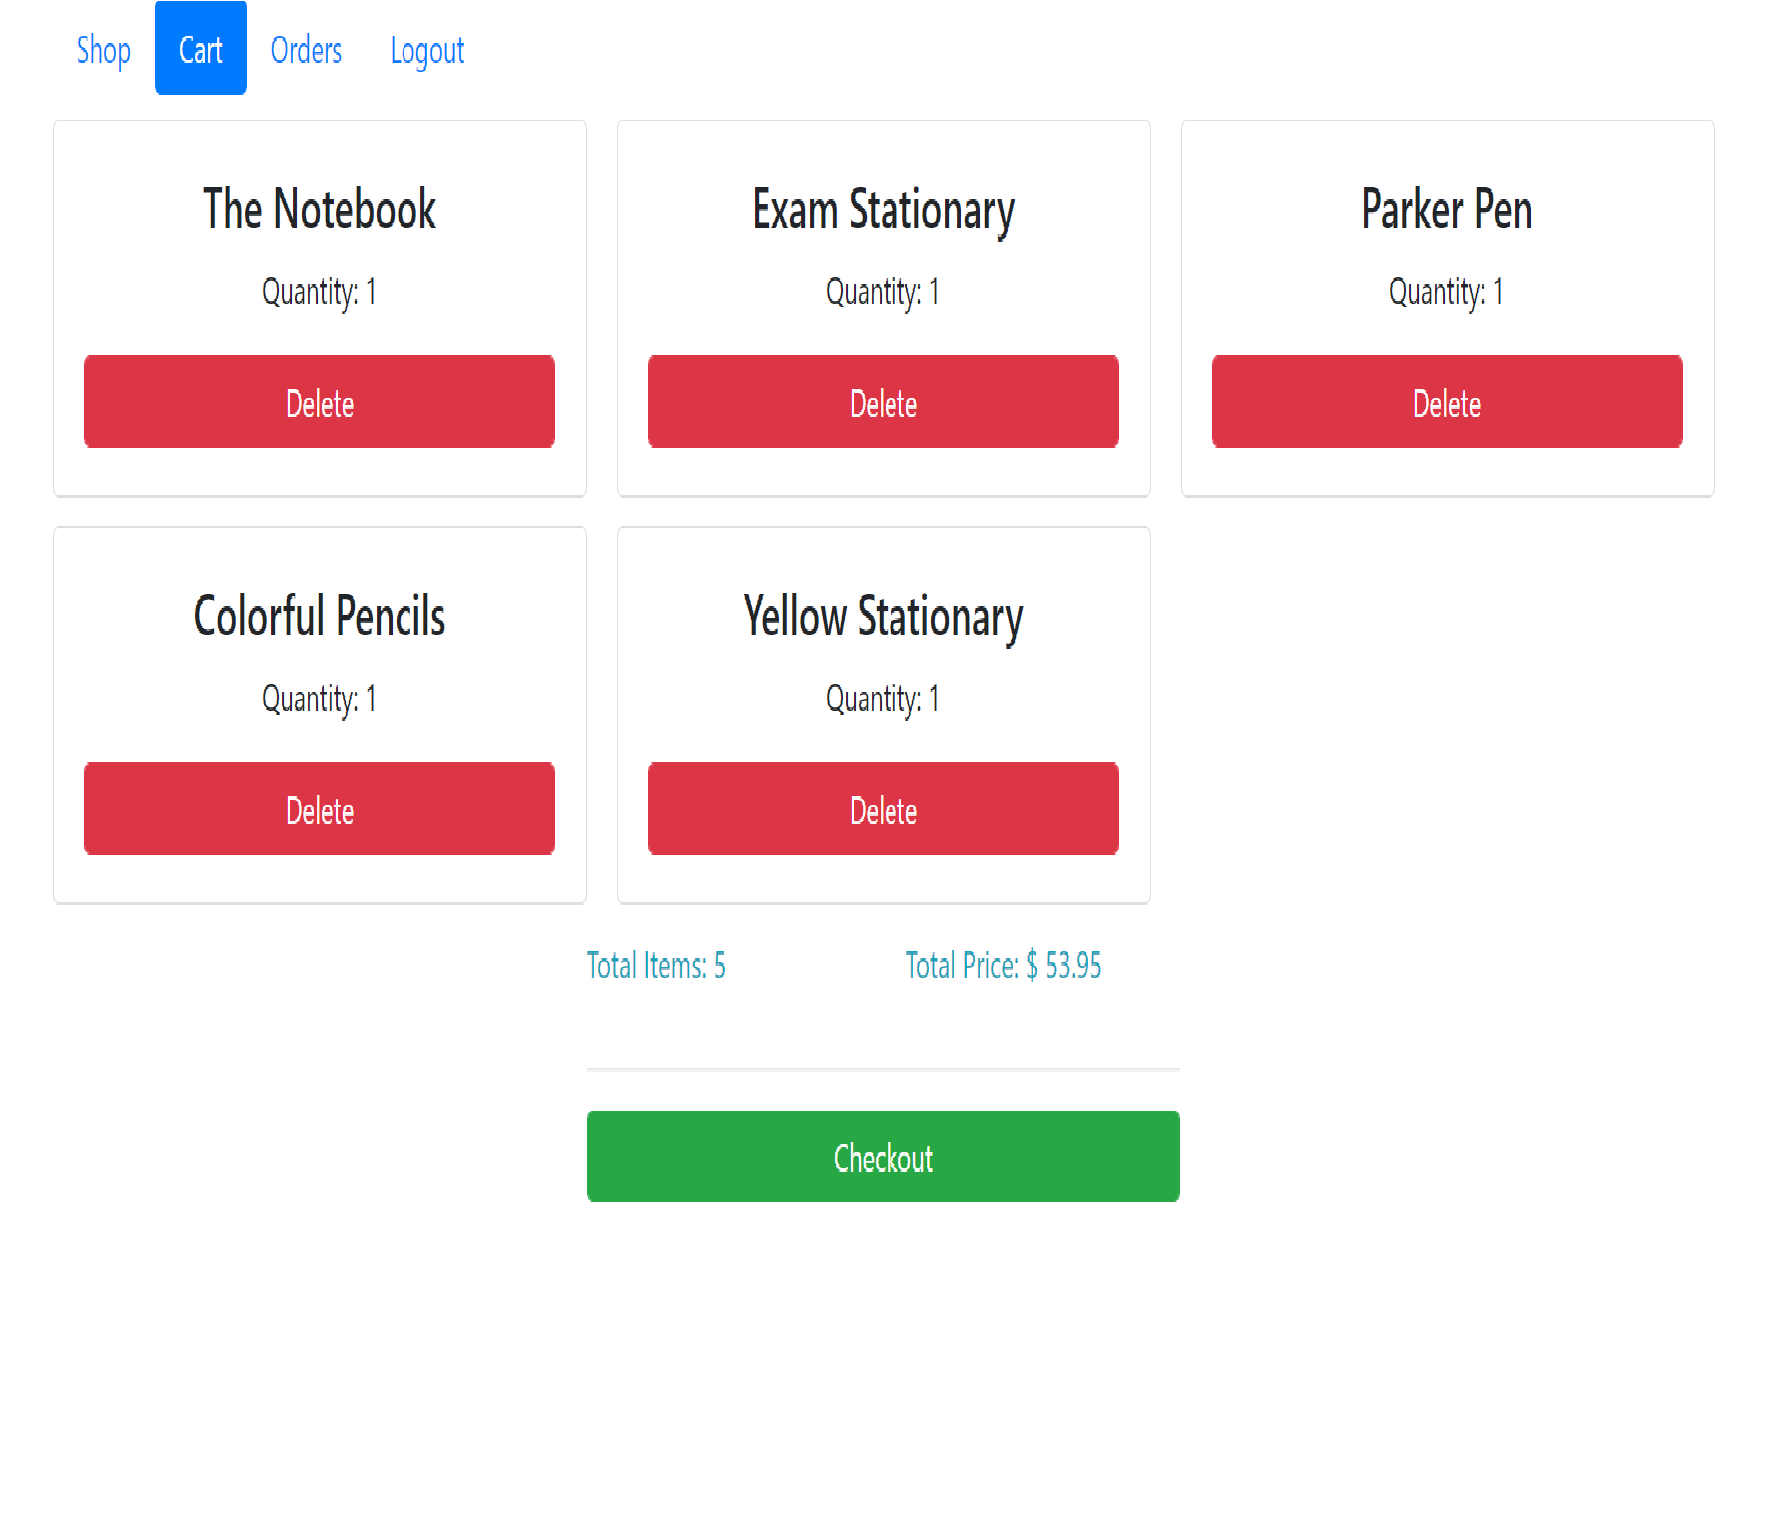 Shop Cart Orders Logout
The Notebook
Quantity: 1
Delete
Exam Stationary
Quantity: 1
Delete
Parker Pen
Quantity: 1
Delete
Colorful Pencils
Quantity: 1
Delete
Yellow Stationary
Quantity: 1
Delete
Total Items: 5
Total Price: $ 53.95
Checkout